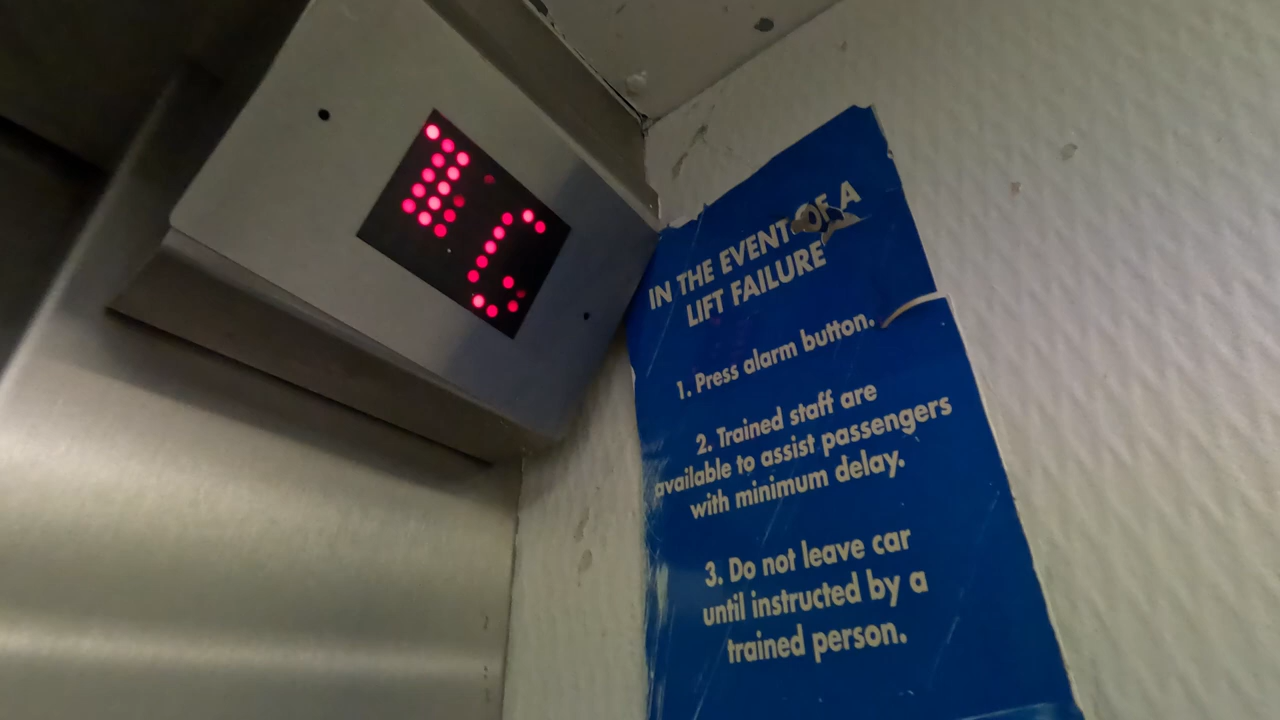 IN THE EVENT OF A
LIFT FAILURE
1. Press alarm button.
2. Trained staff are
available to assist passengers
with minimum delay.
3. Do not leave car
until instructed by a
trained person.